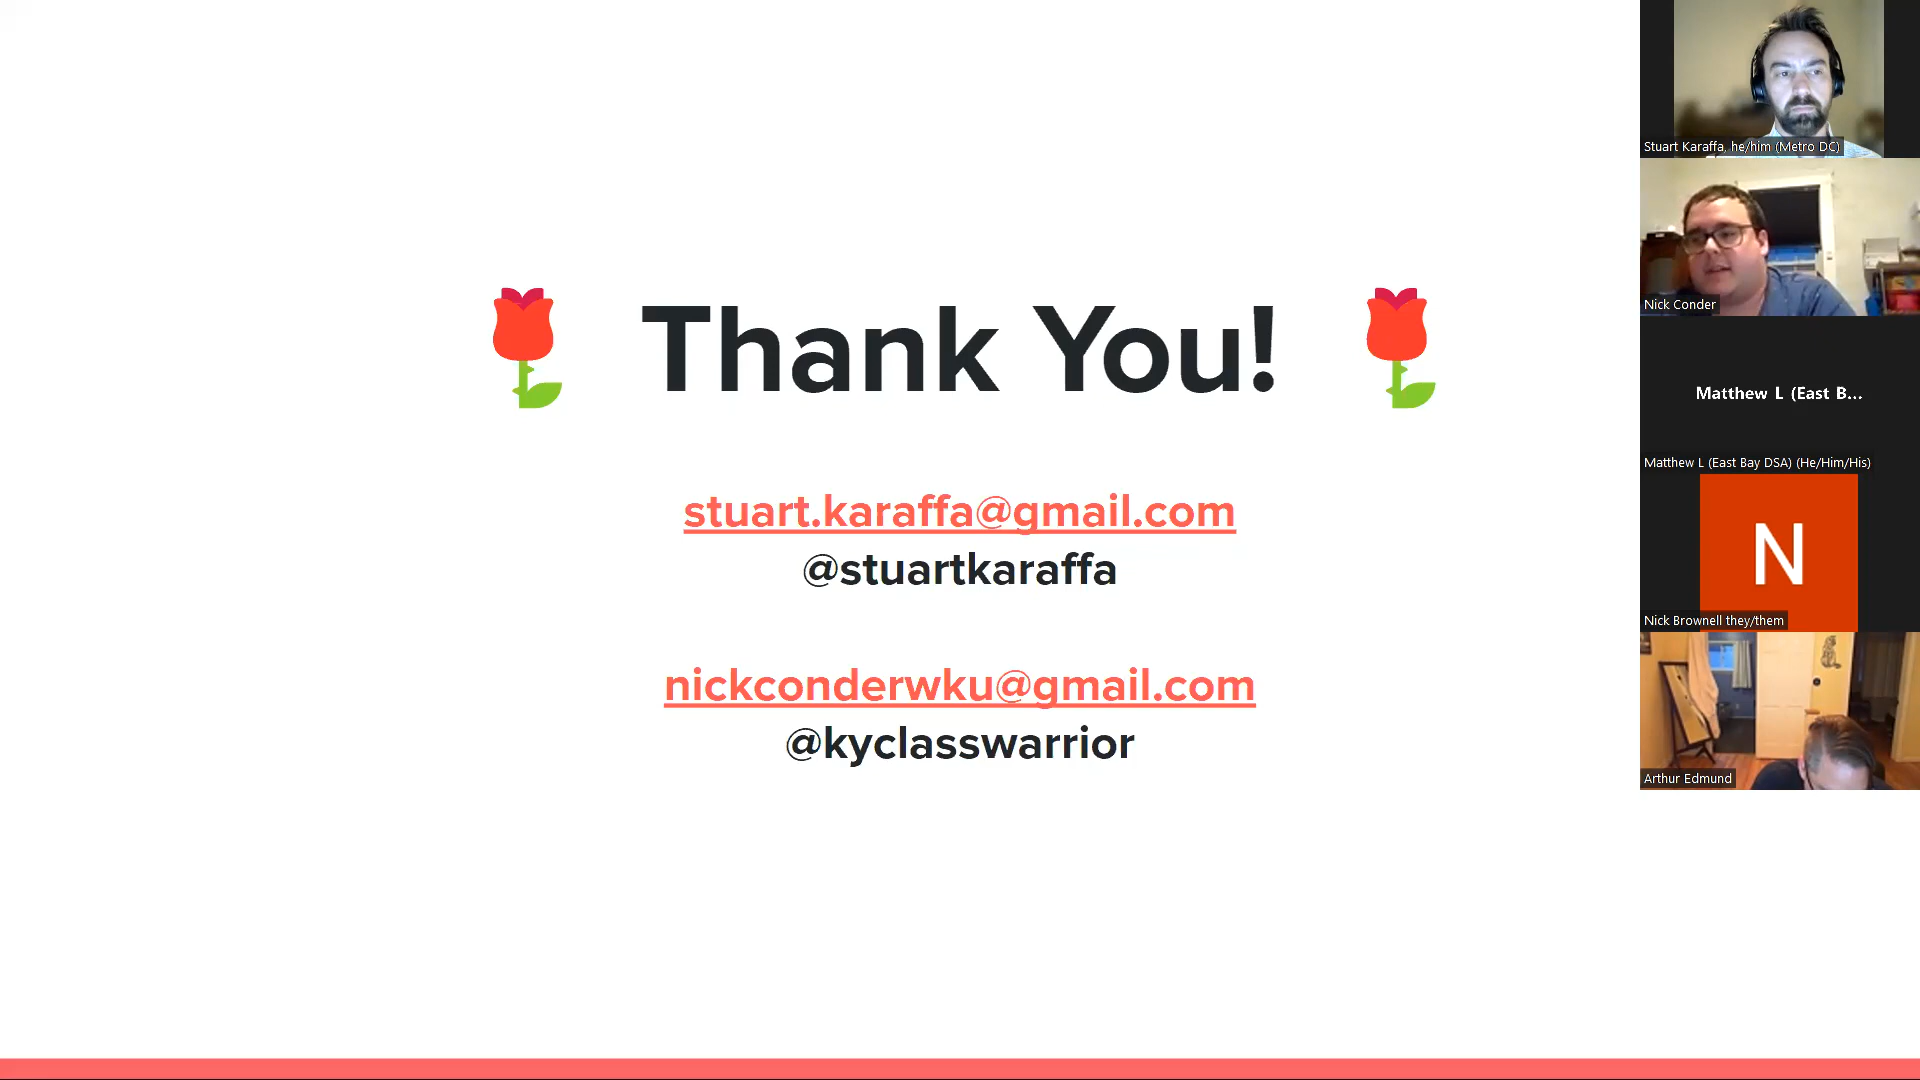 Thank You!
stuart.karaffa@gmail.com
@stuartkaraffa
nickconderwku@gmail.com
@kyclasswarrior
Stuart Karaffa, he/him (Metro DC)
Nick Conder
Matthew L (East B...
Matthew L (East Bay DSA) (He/Him/His)
N
Nick Brownell they/them
Arthur Edmund